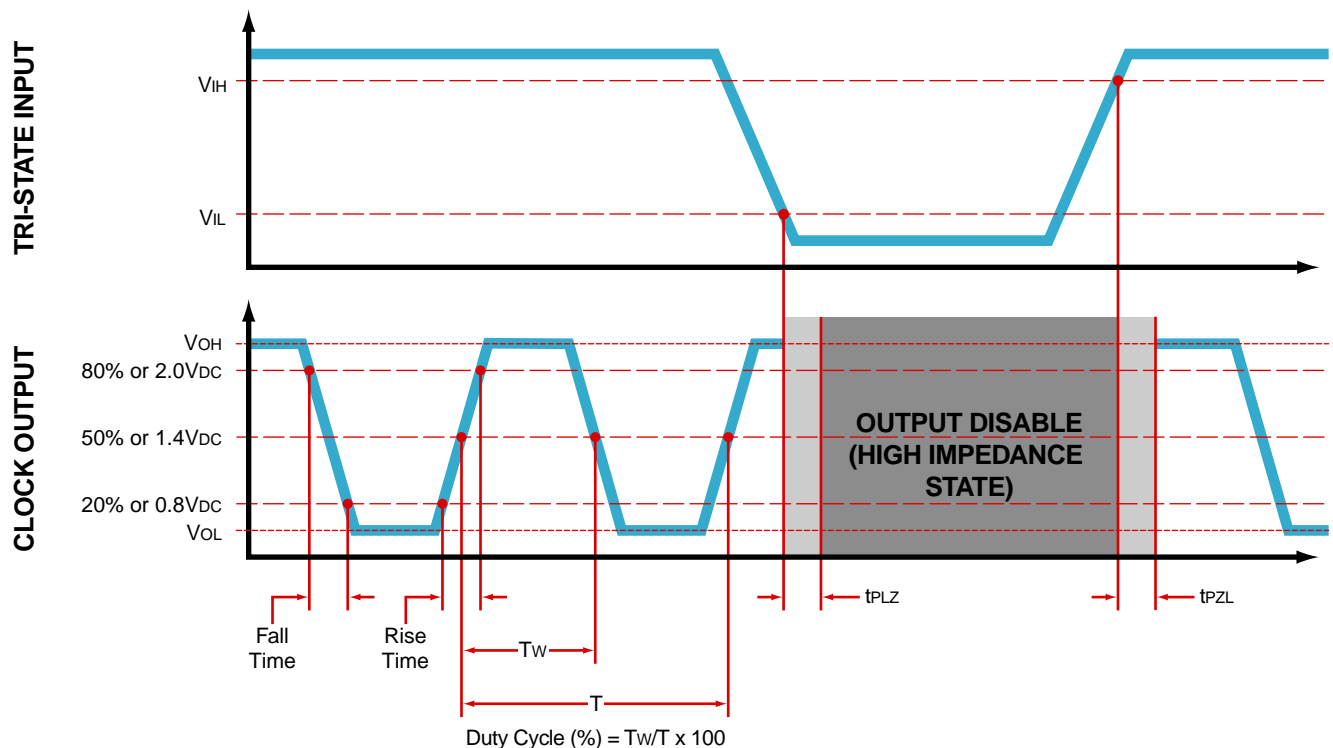 TRI-STATE INPUT
VIH
VIL
CLOCK OUTPUT
VOH
80% or 2.0VDC
50% or 1.4VDC
20% or 0.8VDC
VOL
OUTPUT DISABLE
(HIGH IMPEDANCE
STATE)
tPLZ
tPZL
Fall
Time
Rise
Time
TW
T
Duty Cycle (%) = TW/T x 100